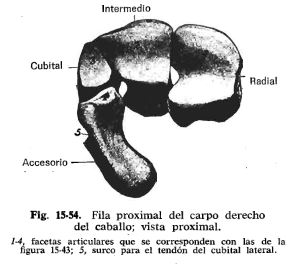 Intermedio
Cubital
Radial
5
Accesorio
Fig. 15-54. Fila proximal del carpo derecho
del caballo; vista proximal.
1-4, facetas articulares que se corresponden con las de la
figura 15-43; 5, surco para el tendón del cubital lateral.